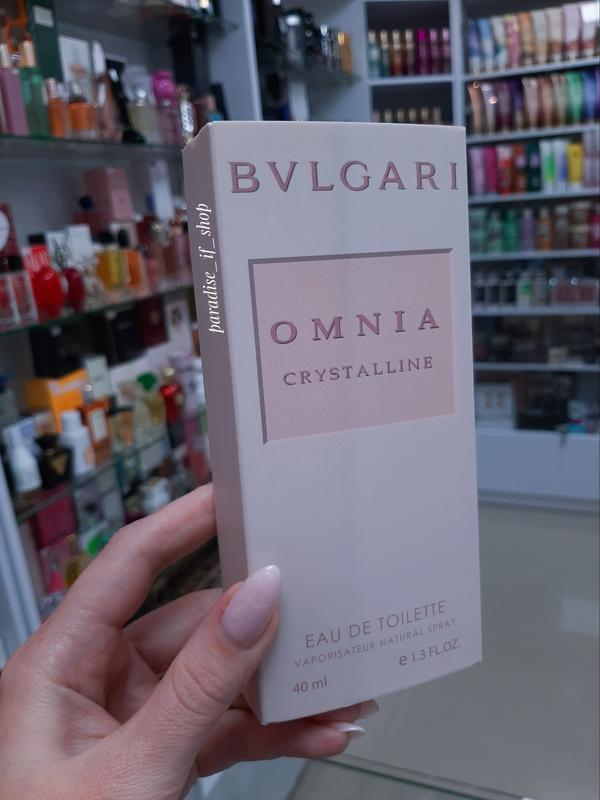 BVLGARI
OMNIA
CRYSTALLINE
EAU DE TOILETTE
VAPORISATEUR NATURAL SPRAY
40 ml e 1.3 FL.OZ.
paradise_if_shop